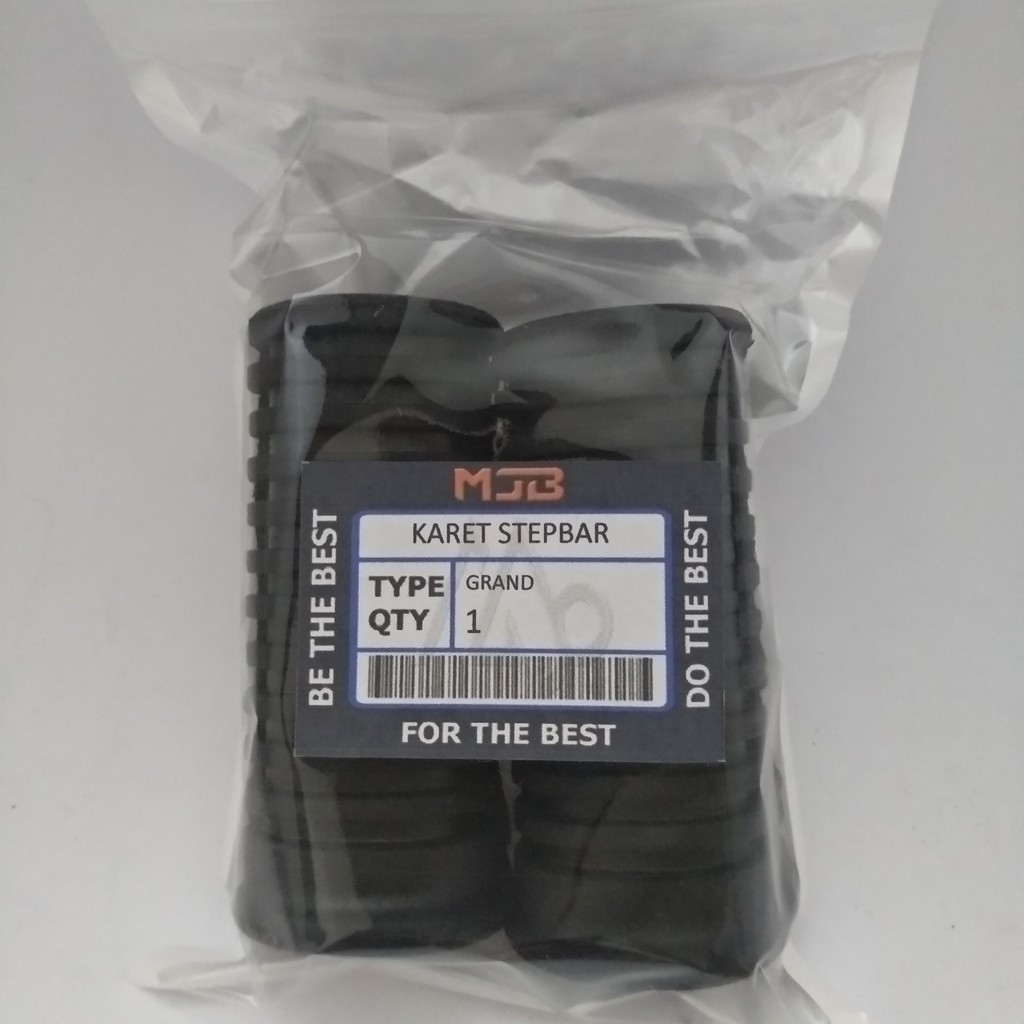 MJB
BE THE BEST
KARET STEPBAR
TYPE GRAND
QTY 1
DO THE BEST
FOR THE BEST